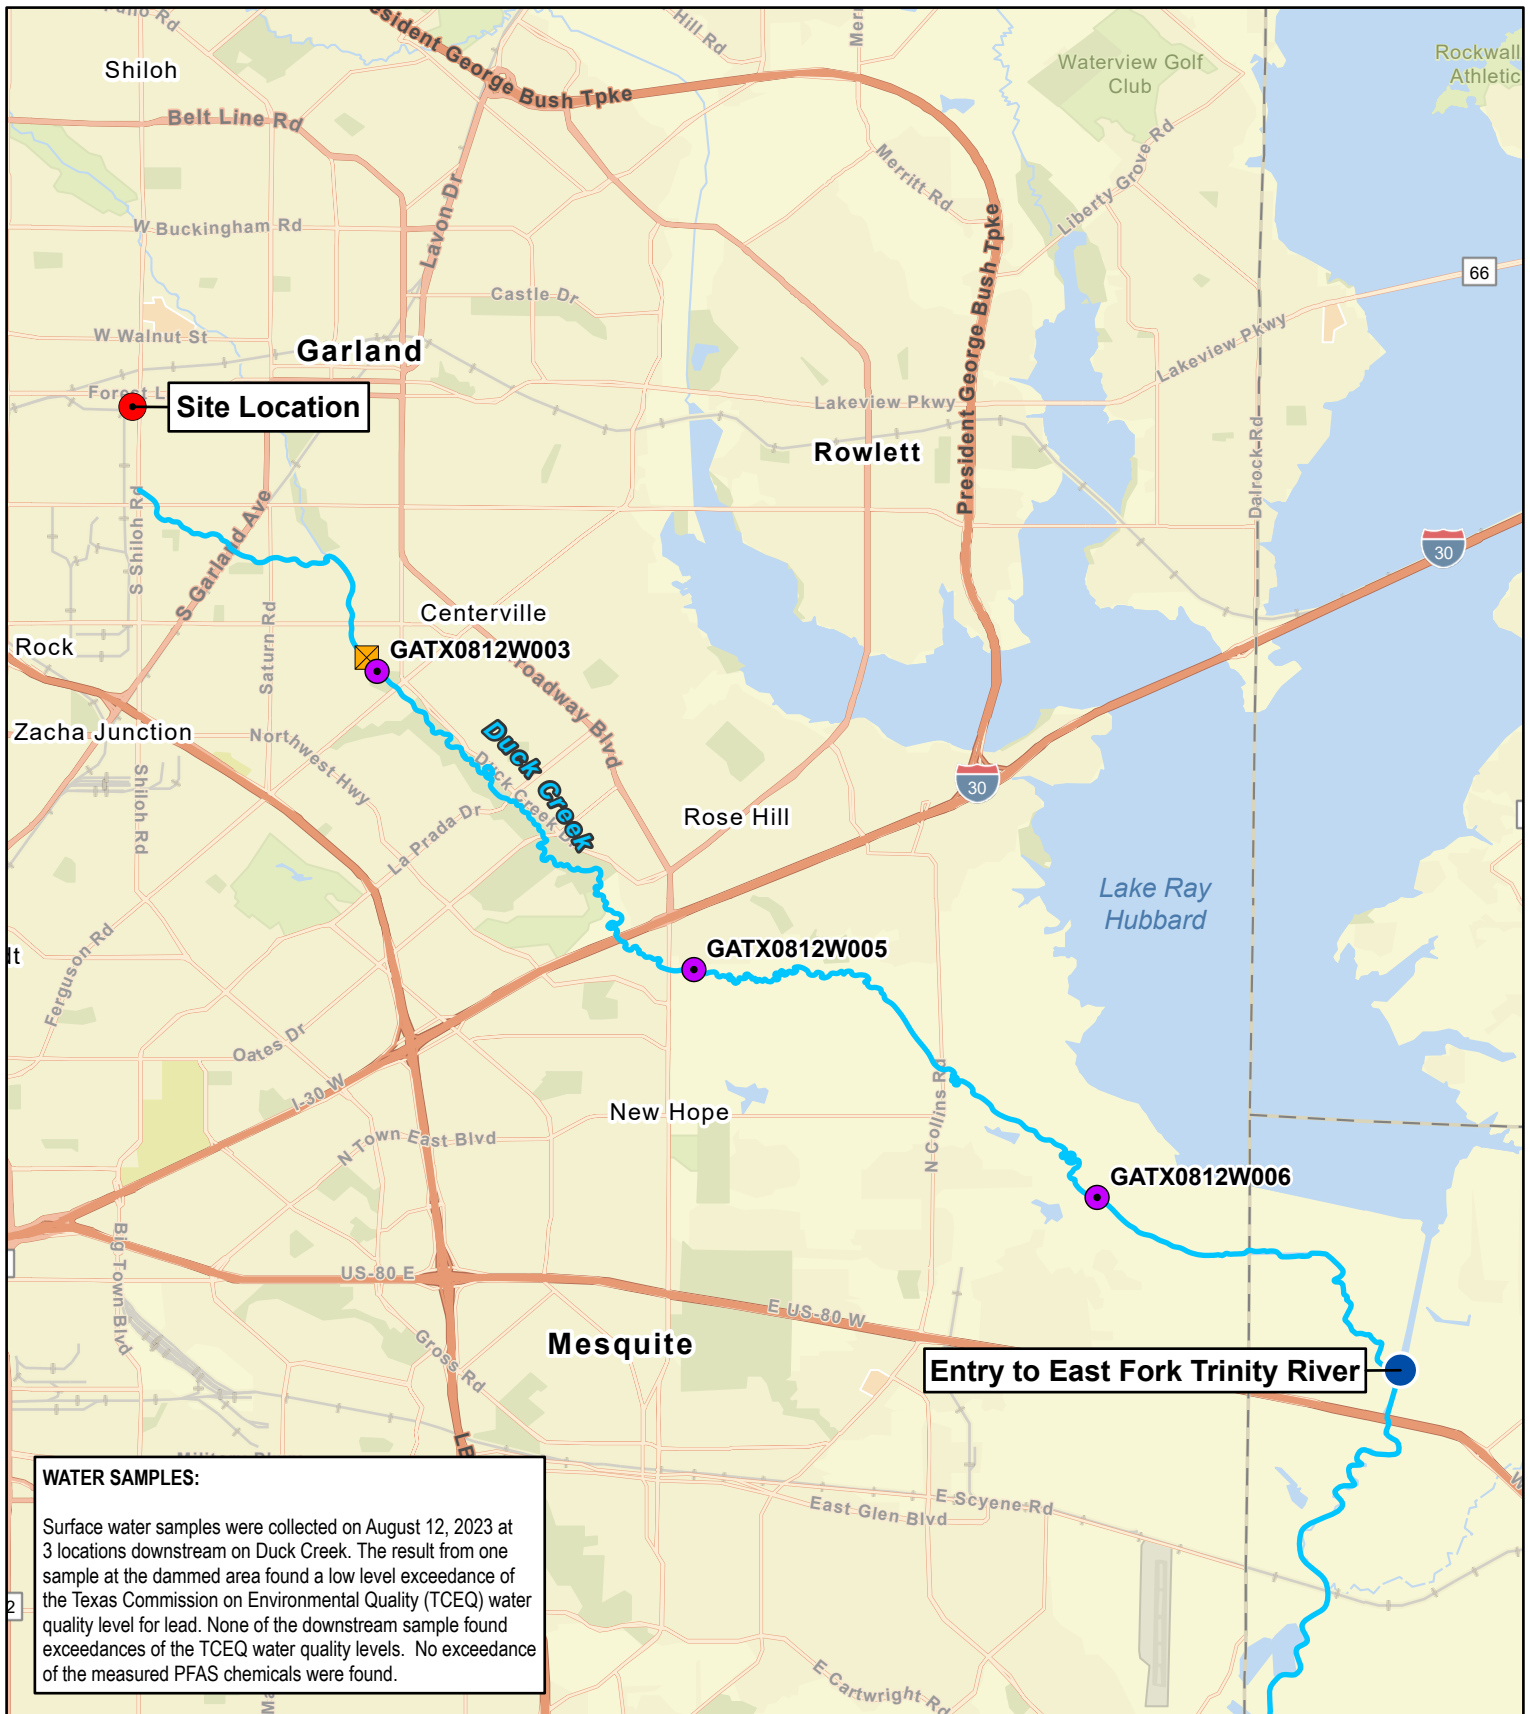 Shiloh
Belt Line Rd
President George Bush Tpke
Hill Rd
Waterview Golf
Club
Rockwall
Athletic
Lavon Dr
Merritt Rd
Liberty Grove Rd
W Buckingham Rd
Castle Dr
President George Bush Tpke
66
W Walnut St
Garland
Lakeview Pkwy
Site Location
Lakeview Pkwy
Rowlett
Dalrock Rd
S Shiloh Rd
S Garland Ave
30
Saturn Rd
Centerville
Rock
GATX0812W003
roadway Blvd
Zacha Junction
Northwest Hwy
Duck Creek
Duck Creek D
Shiloh Rd
La Prada Dr
30
Rose Hill
Lake Ray
Hubbard
Ferguson Rd
GATX0812W005
Oates Dr
I-30 W
New Hope
N Collins Rd
N Town East Blvd
GATX0812W006
Big Town Blvd
US-80 E
E US-80 W
Gross Rd
Mesquite
Entry to East Fork Trinity River
WATER SAMPLES:
Surface water samples were collected on August 12, 2023 at
3 locations downstream on Duck Creek. The result from one
sample at the dammed area found a low level exceedance of
the Texas Commission on Environmental Quality (TCEQ) water
quality level for lead. None of the downstream sample found
exceedances of the TCEQ water quality levels.  No exceedance
of the measured PFAS chemicals were found.
East Glen Blvd
E Scyene Rd
E Cartwright Rd